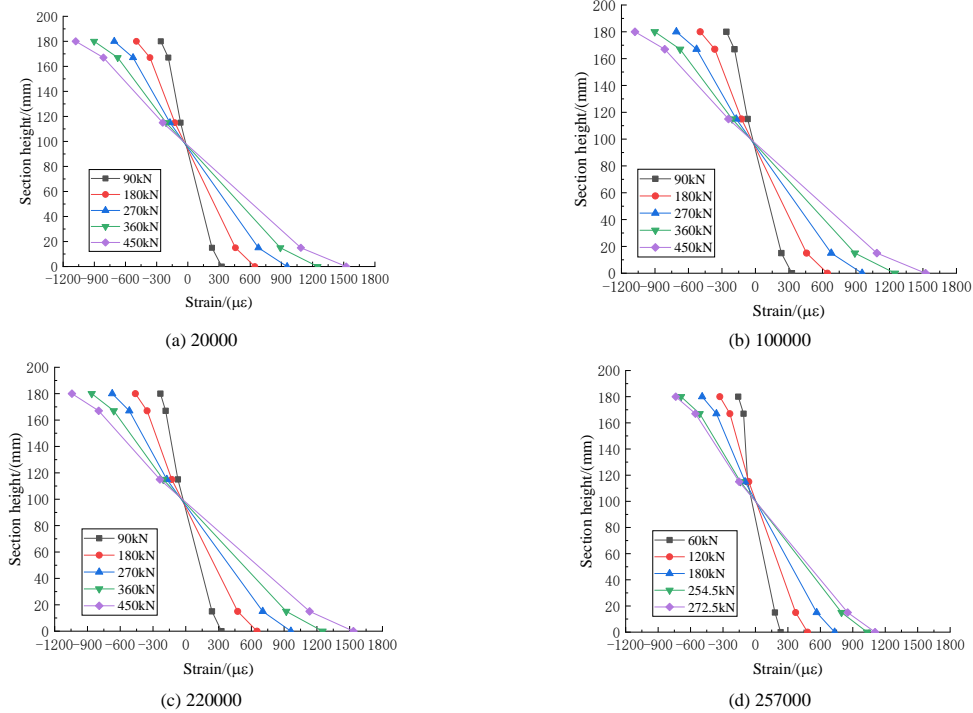 200
180
160
140
120
100
80
60
40
20
0
Section height/(mm)
90kN
180kN
270kN
360kN
450kN
−1200−900 −600 −300 0 300 600 900 1200 1500 1800
Strain/(με)
(a) 20000
200
180
160
140
120
100
80
60
40
20
0
Section height/(mm)
90kN
180kN
270kN
360kN
450kN
−1200−900 −600 −300 0 300 600 900 1200 1500 1800
Strain/(με)
(b) 100000
200
180
160
140
120
100
80
60
40
20
0
Section height/(mm)
90kN
180kN
270kN
360kN
450kN
−1200−900 −600 −300 0 300 600 900 1200 1500 1800
Strain/(με)
(c) 220000
200
180
160
140
120
100
80
60
40
20
0
Section height/(mm)
60kN
120kN
180kN
254.5kN
272.5kN
−1200−900 −600 −300 0 300 600 900 1200 1500 1800
Strain/(με)
(d) 257000